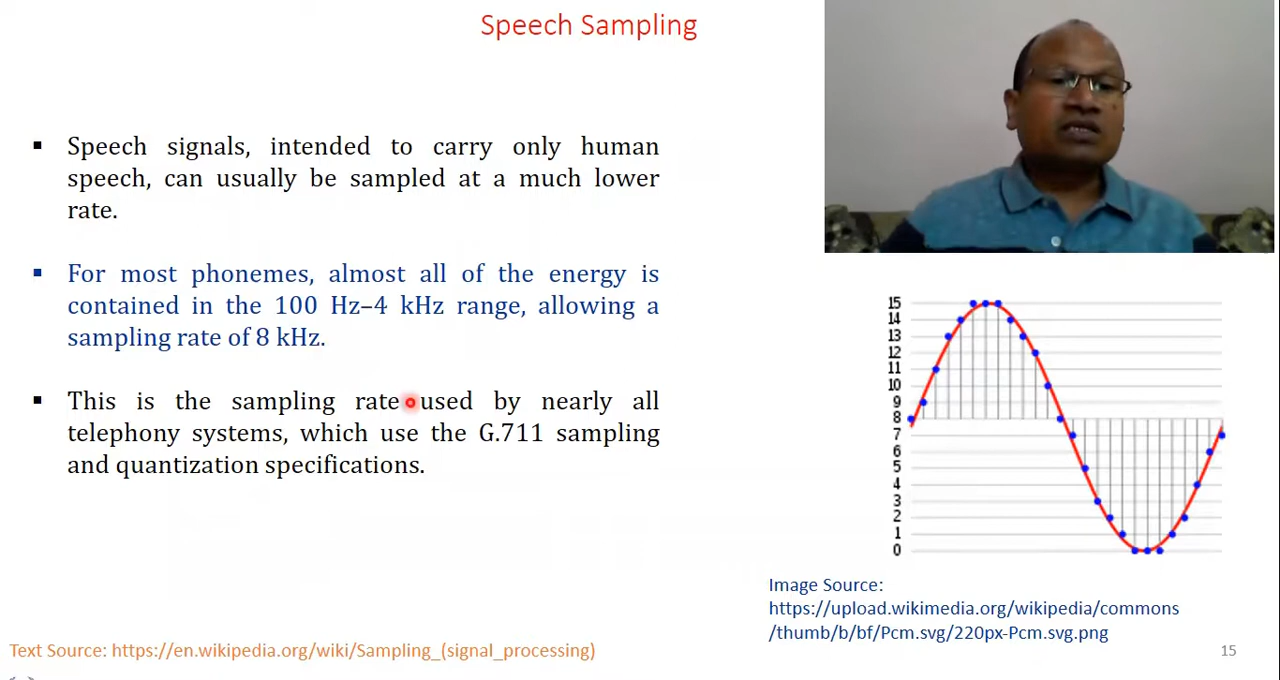 Speech Sampling
▪ Speech signals, intended to carry only human
speech, can usually be sampled at a much lower
rate.
▪ For most phonemes, almost all of the energy is
contained in the 100 Hz–4 kHz range, allowing a
sampling rate of 8 kHz.
▪ This is the sampling rate used by nearly all
telephony systems, which use the G.711 sampling
and quantization specifications.
15
14
13
12
11
10
9
8
7
6
5
4
3
2
1
0
Image Source:
https://upload.wikimedia.org/wikipedia/commons
/thumb/b/bf/Pcm.svg/220px-Pcm.svg.png
Text Source: https://en.wikipedia.org/wiki/Sampling_(signal_processing)
15